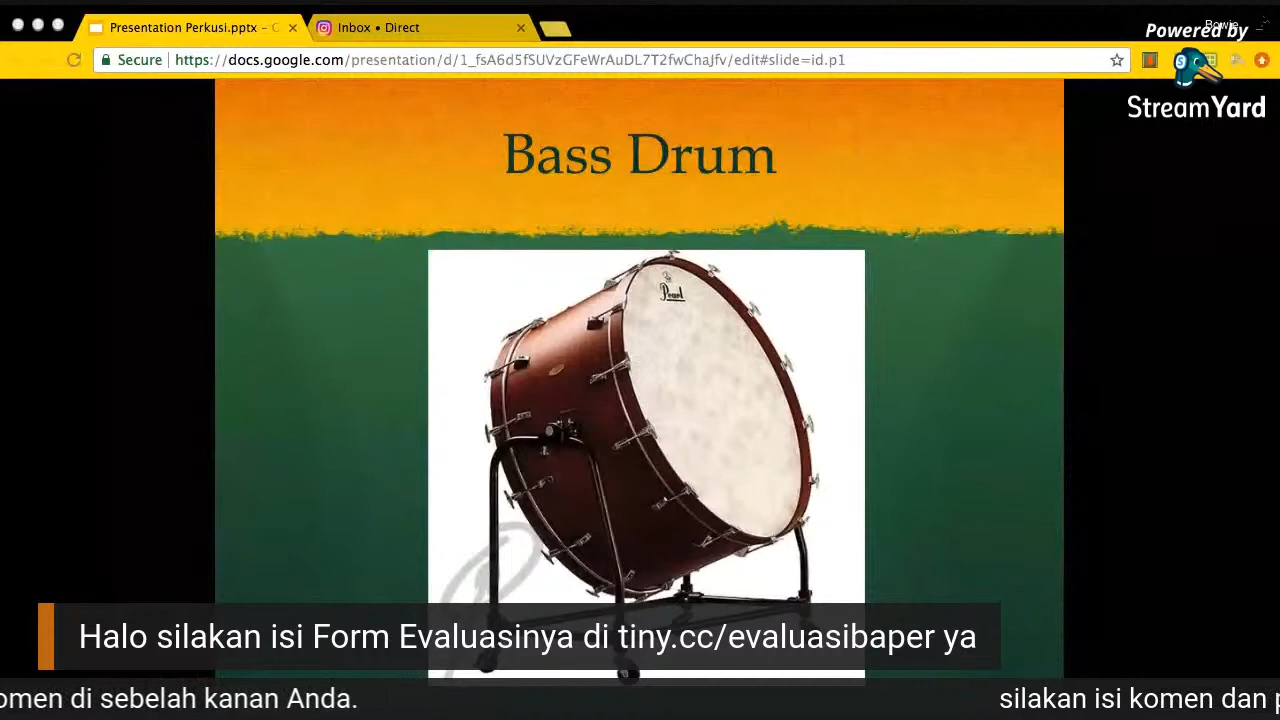 Presentation Perkusi.pptx –
Inbox • Direct
Powered by
Secure
https://docs.google.com/presentation/d/1_fsA6d5fSUVzGFeWrAuDL7T2fwChaJfv/edit#slide=id.p1
StreamYard
Bass Drum
Pearl
Halo silakan isi Form Evaluasinya di tiny.cc/evaluasibaper ya
omen di sebelah kanan Anda.
silakan isi komen dan p